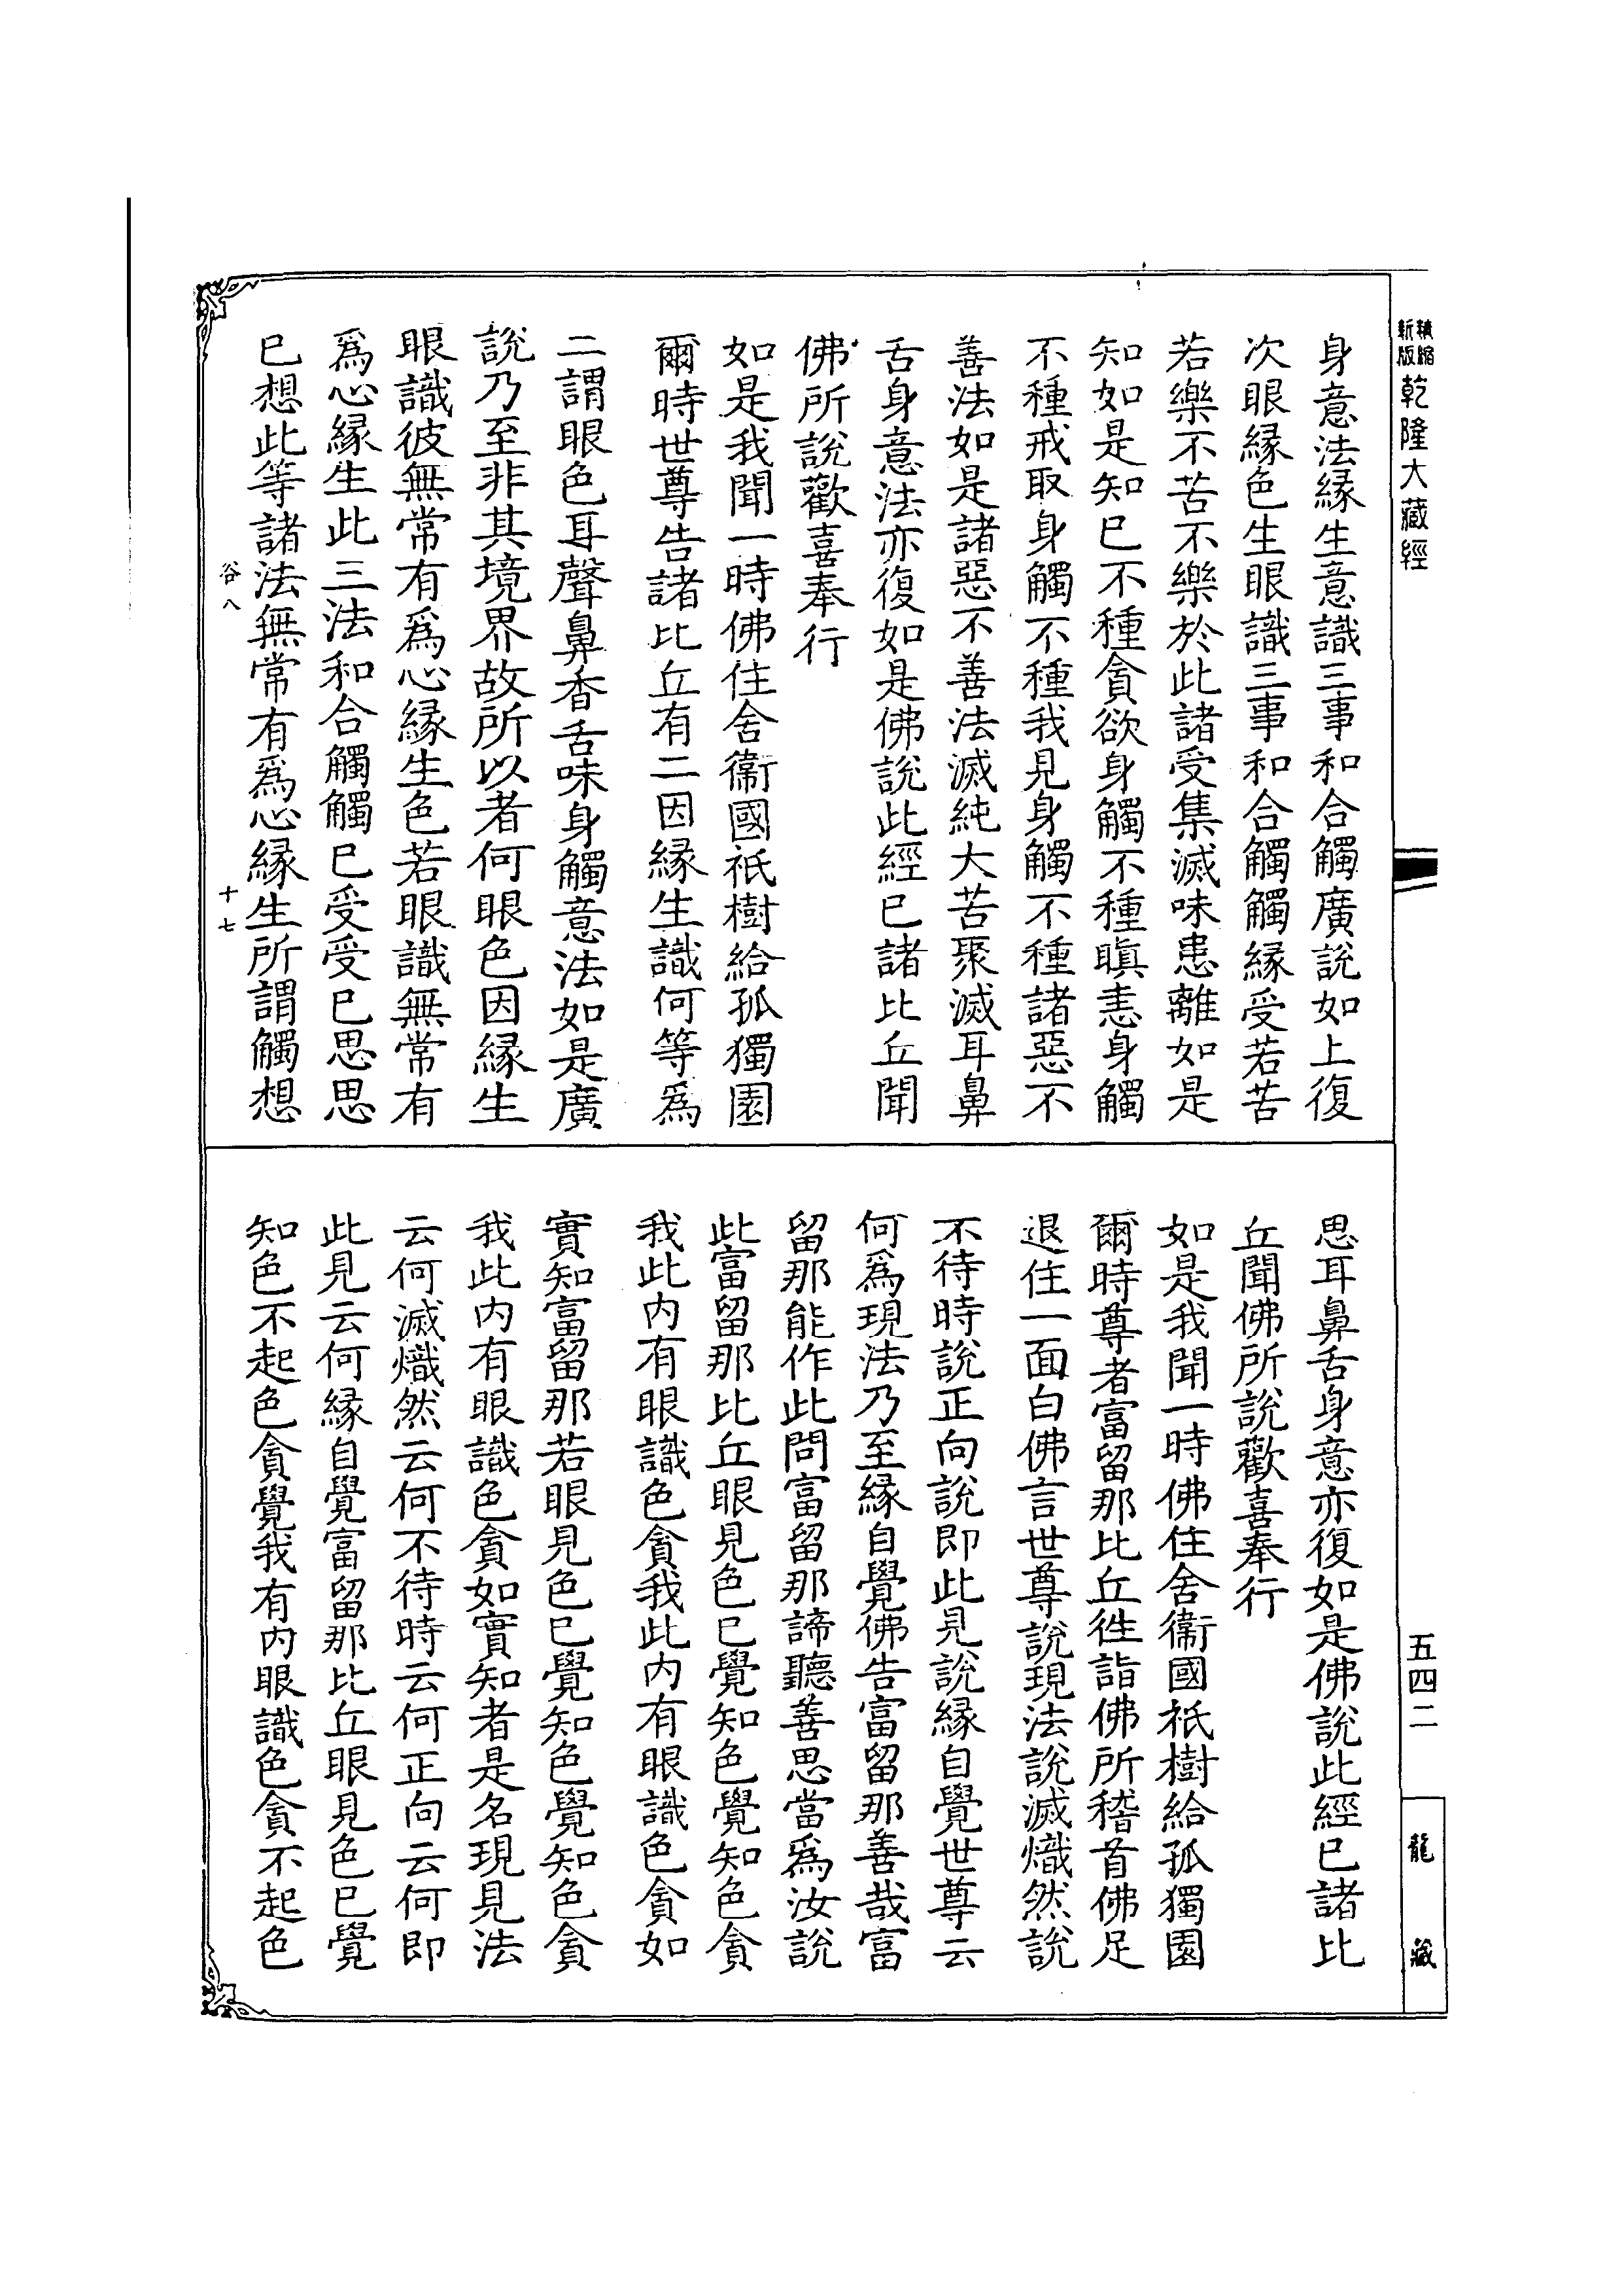 精縮
新版
乾隆大藏經
身意法緣生意識三事和合觸廣說如上復
次眼緣色生眼識三事和合觸觸緣受若苦
若樂不苦不樂於此諸受集滅味患離如是
知如是知已不種貪欲身觸不種瞋恚身觸
不種戒取身觸不種我見身觸不種諸惡不
善法如是諸惡不善法滅純大苦聚滅耳鼻
舌身意法亦復如是佛說此經已諸比丘聞
佛所說歡喜奉行
如是我聞一時佛住舍衞國祇樹給孤獨園
爾時世尊告諸比丘有二因緣生識何等爲
二謂眼色耳聲鼻香舌味身觸意法如是廣
說乃至非其境界故所以者何眼色因緣生
眼識彼無常有爲心緣生色若眼識無常有
爲心緣生此三法和合觸觸已受受已思思
已想此等諸法無常有爲心緣生所謂觸想
谷八
十七
思耳鼻舌身意亦復如是佛說此經已諸比
丘聞佛所說歡喜奉行
如是我聞一時佛住舍衞國祇樹給孤獨園
爾時尊者富留那比丘徃詣佛所稽首佛足
退住一面白佛言世尊說現法說滅熾然說
不待時說正向說即此見說緣自覺世尊云
何爲現法乃至緣自覺佛告富留那善哉富
留那能作此問富留那諦聽善思當爲汝說
此富留那比丘眼見色已覺知色覺知色貪
我此內有眼識色貪我此內有眼識色貪如
實知富留那若眼見色已覺知色覺知色貪
我此內有眼識色貪如實知者是名現見法
云何滅熾然云何不待時云何正向云何即
此見云何緣自覺富留那比丘眼見色已覺
知色不起色貪覺我有內眼識色貪不起色
五四二
龍藏